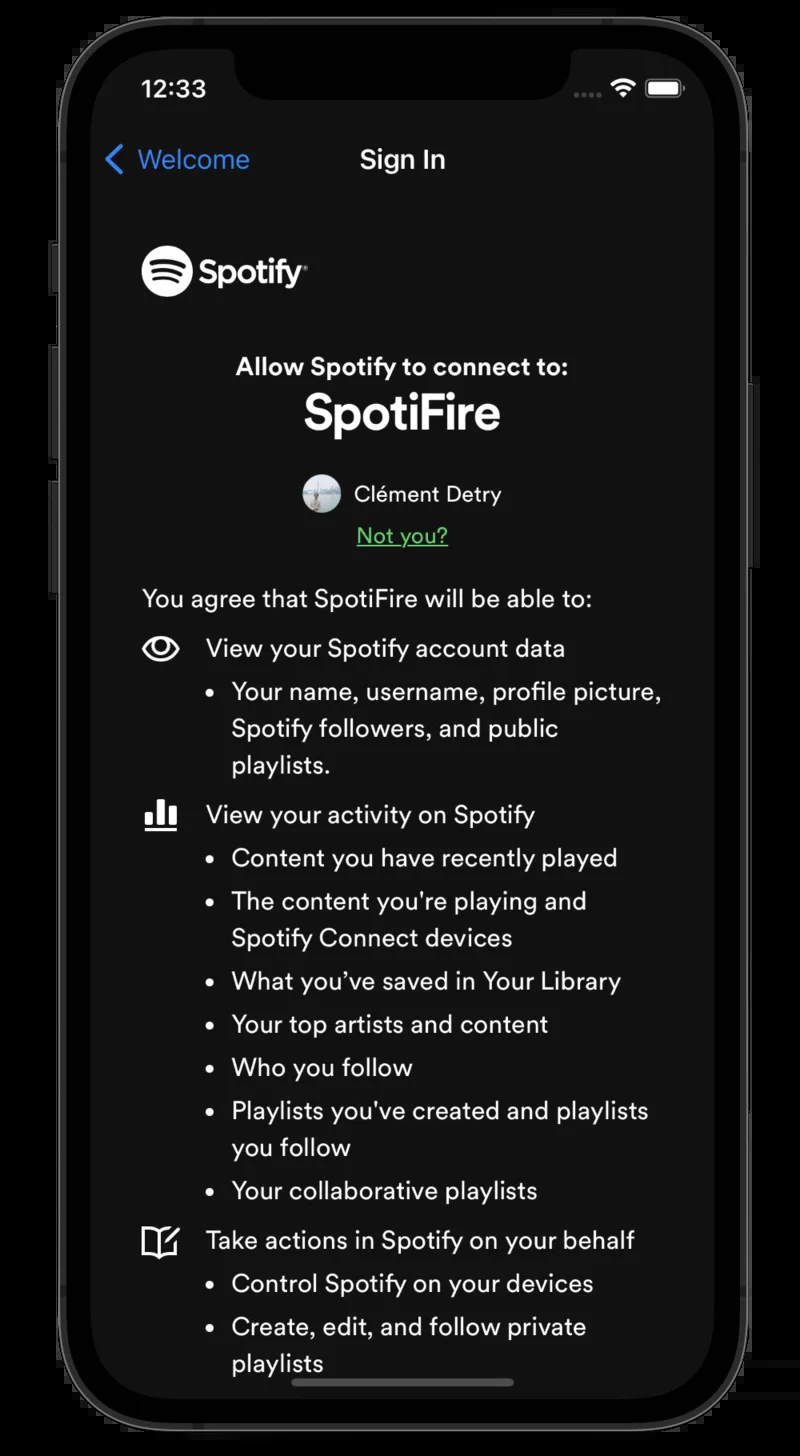 12:33
Welcome
Sign In
Spotify®
Allow Spotify to connect to:
SpotiFire
Clément Detry
Not you?
You agree that SpotiFire will be able to:
View your Spotify account data
• Your name, username, profile picture,
Spotify followers, and public
playlists.
View your activity on Spotify
• Content you have recently played
• The content you're playing and
Spotify Connect devices
• What you’ve saved in Your Library
• Your top artists and content
• Who you follow
• Playlists you've created and playlists
you follow
• Your collaborative playlists
Take actions in Spotify on your behalf
• Control Spotify on your devices
• Create, edit, and follow private
playlists